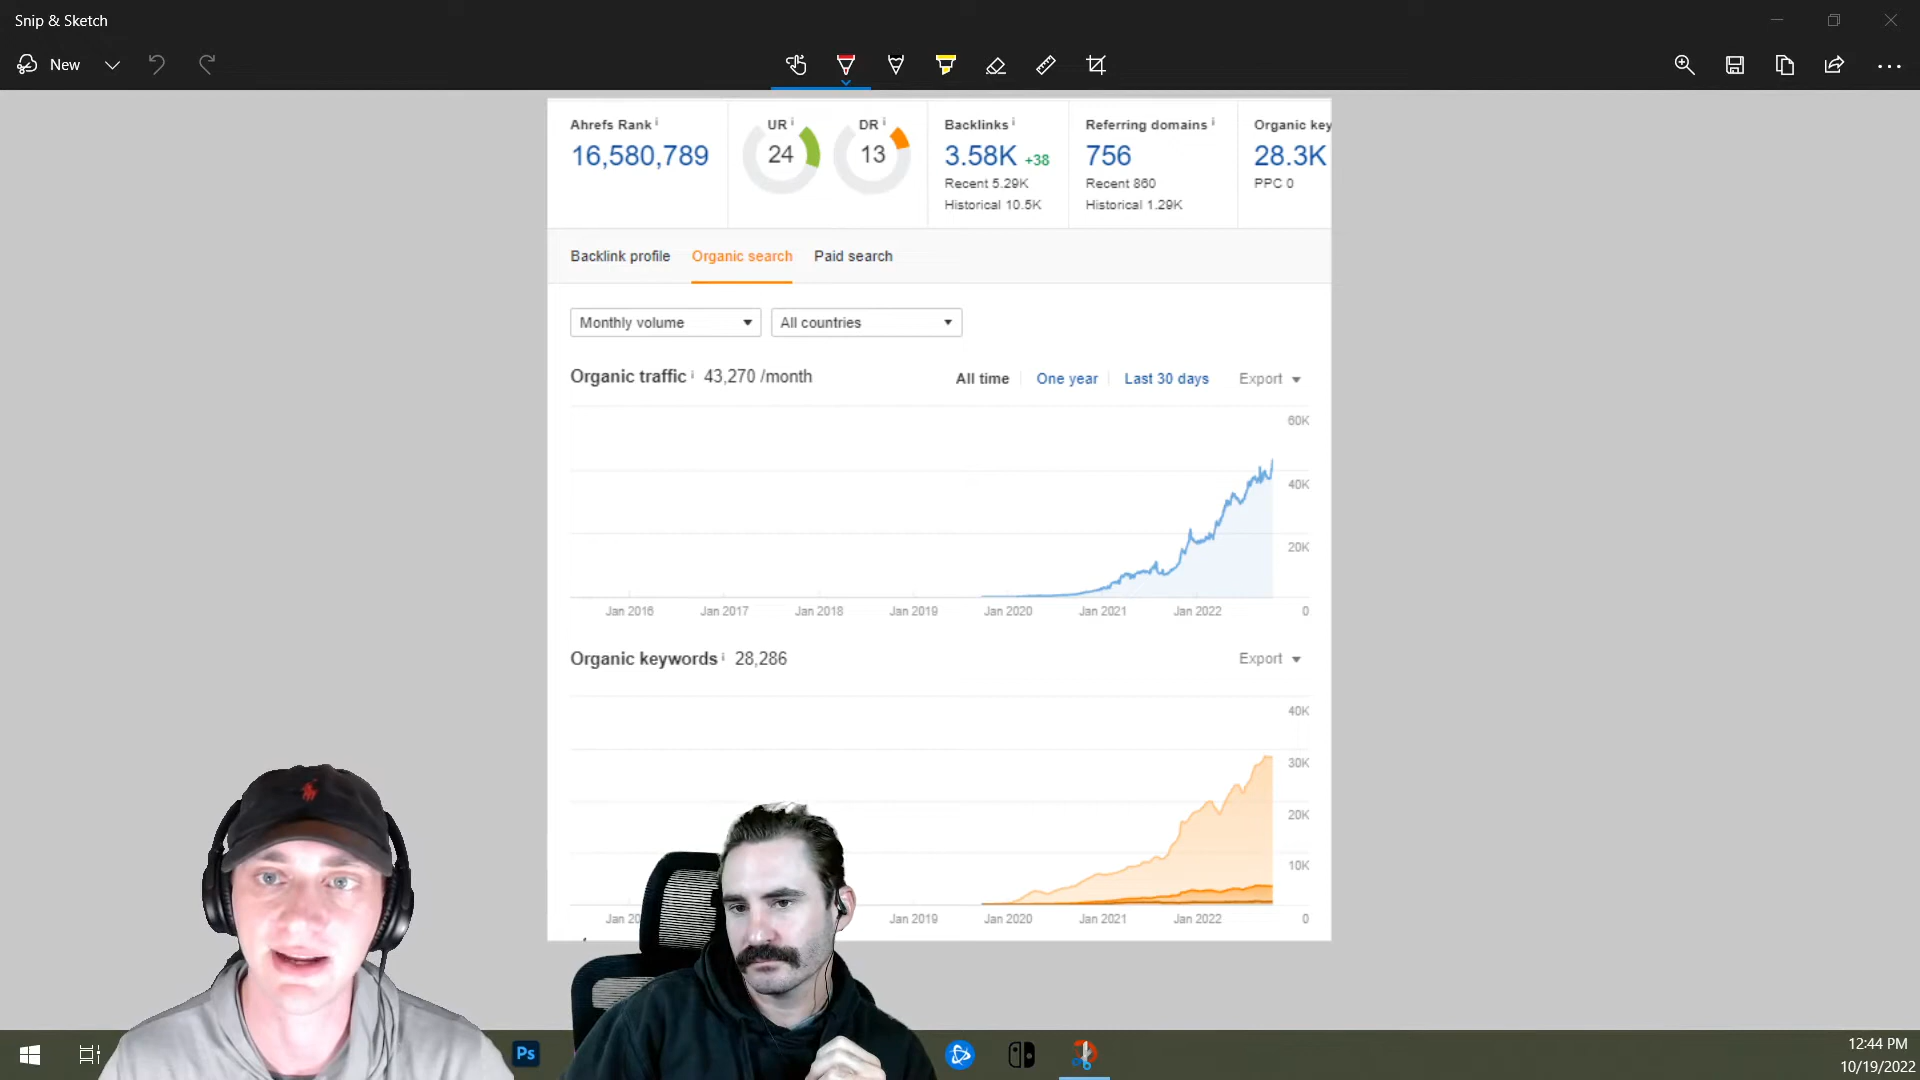 Snip & Sketch
New
Ahrefs Rank i
16,580,789
UR i
24
DR i
13
Backlinks i
3.58K +38
Recent 5.29K
Historical 10.5K
Referring domains i
756
Recent 860
Historical 1.29K
Organic key
28.3K
PPC 0
Backlink profile Organic search Paid search
Monthly volume All countries
Organic traffic i 43,270 /month
All time One year Last 30 days Export
60K
40K
20K
Jan 2016 Jan 2017 Jan 2018 Jan 2019 Jan 2020 Jan 2021 Jan 2022 0
Organic keywords i 28,286
Export
40K
30K
20K
10K
Jan 20 Jan 2019 Jan 2020 Jan 2021 Jan 2022 0
Ps
12:44 PM
10/19/2022